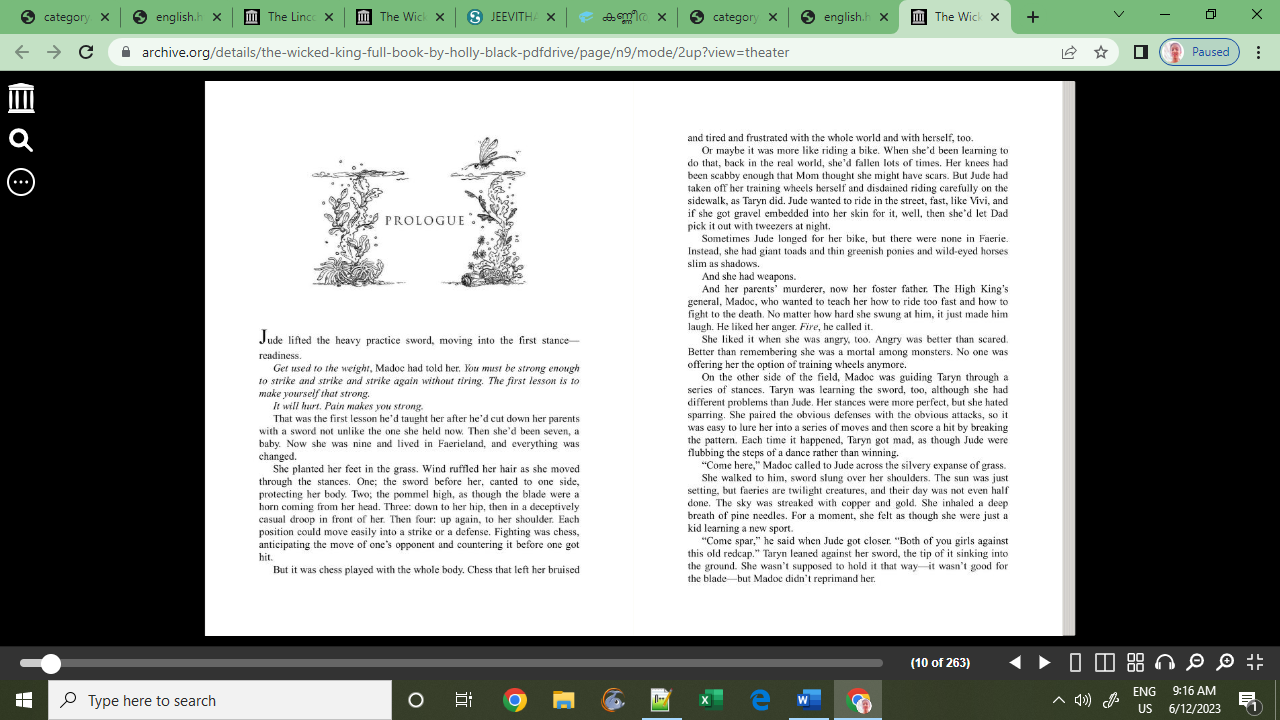 category
english.h
The Linco
The Wick
JEEVITHA
category
english.h
The Wick
archive.org/details/the-wicked-king-full-book-by-holly-black-pdfdrive/page/n9/mode/2up?view=theater
Paused
PROLOGUE
Jude lifted the heavy practice sword, moving into the first stance—
readiness.
Get used to the weight, Madoc had told her. You must be strong enough
to strike and strike and strike again without tiring. The first lesson is to
make yourself that strong.
It will hurt. Pain makes you strong.
That was the first lesson he’d taught her after he’d cut down her parents
with a sword not unlike the one she held now. Then she’d been seven, a
baby. Now she was nine and lived in Faerieland, and everything was
changed.
She planted her feet in the grass. Wind ruffled her hair as she moved
through the stances. One; the sword before her, canted to one side,
protecting her body. Two; the pommel high, as though the blade were a
horn coming from her head. Three: down to her hip, then in a deceptively
casual droop in front of her. Then four: up again, to her shoulder. Each
position could move easily into a strike or a defense. Fighting was chess,
anticipating the move of one’s opponent and countering it before one got
hit.
But it was chess played with the whole body. Chess that left her bruised
and tired and frustrated with the whole world and with herself, too.
Or maybe it was more like riding a bike. When she’d been learning to
do that, back in the real world, she’d fallen lots of times. Her knees had
been scabby enough that Mom thought she might have scars. But Jude had
taken off her training wheels herself and disdained riding carefully on the
sidewalk, as Taryn did. Jude wanted to ride in the street, fast, like Vivi, and
if she got gravel embedded into her skin for it, well, then she’d let Dad
pick it out with tweezers at night.
Sometimes Jude longed for her bike, but there were none in Faerie.
Instead, she had giant toads and thin greenish ponies and wild-eyed horses
slim as shadows.
And she had weapons.
And her parents’ murderer, now her foster father. The High King’s
general, Madoc, who wanted to teach her how to ride too fast and how to
fight to the death. No matter how hard she swung at him, it just made him
laugh. He liked her anger. Fire, he called it.
She liked it when she was angry, too. Angry was better than scared.
Better than remembering she was a mortal among monsters. No one was
offering her the option of training wheels anymore.
On the other side of the field, Madoc was guiding Taryn through a
series of stances. Taryn was learning the sword, too, although she had
different problems than Jude. Her stances were more perfect, but she hated
sparring. She paired the obvious defenses with the obvious attacks, so it
was easy to lure her into a series of moves and then score a hit by breaking
the pattern. Each time it happened, Taryn got mad, as though Jude were
flubbing the steps of a dance rather than winning.
“Come here,” Madoc called to Jude across the silvery expanse of grass.
She walked to him, sword slung over her shoulders. The sun was just
setting, but faeries are twilight creatures, and their day was not even half
done. The sky was streaked with copper and gold. She inhaled a deep
breath of pine needles. For a moment, she felt as though she were just a
kid learning a new sport.
“Come spar,” he said when Jude got closer. “Both of you girls against
this old redcap.” Taryn leaned against her sword, the tip of it sinking into
the ground. She wasn’t supposed to hold it that way—it wasn’t good for
the blade—but Madoc didn’t reprimand her.
(10 of 263)
Type here to search
ENG
US
9:16 AM
6/12/2023
1